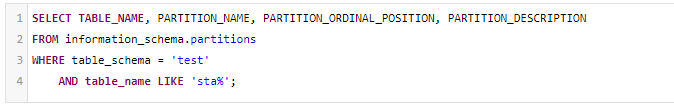 1 SELECT TABLE_NAME, PARTITION_NAME, PARTITION_ORDINAL_POSITION, PARTITION_DESCRIPTION
2 FROM information_schema.partitions
3 WHERE table_schema = 'test'
4 AND table_name LIKE 'sta%';